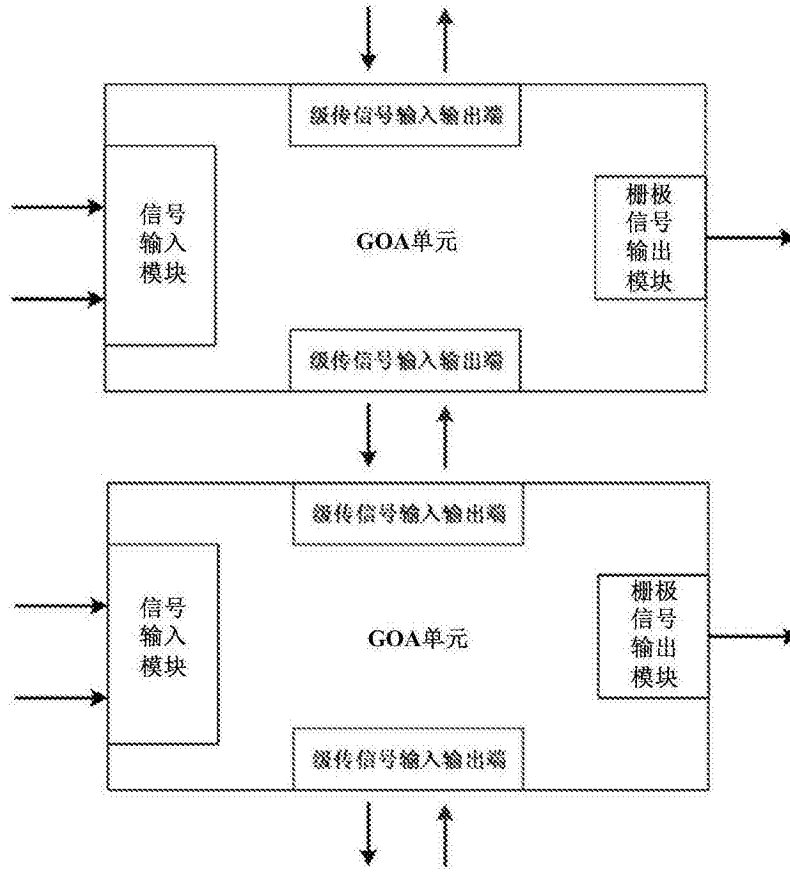 级传信号输入输出端
信号
输入
模块
GOA单元
栅极
信号
输出
模块
级传信号输入输出端
级传信号输入输出端
信号
输入
模块
GOA单元
栅极
信号
输出
模块
级传信号输入输出端